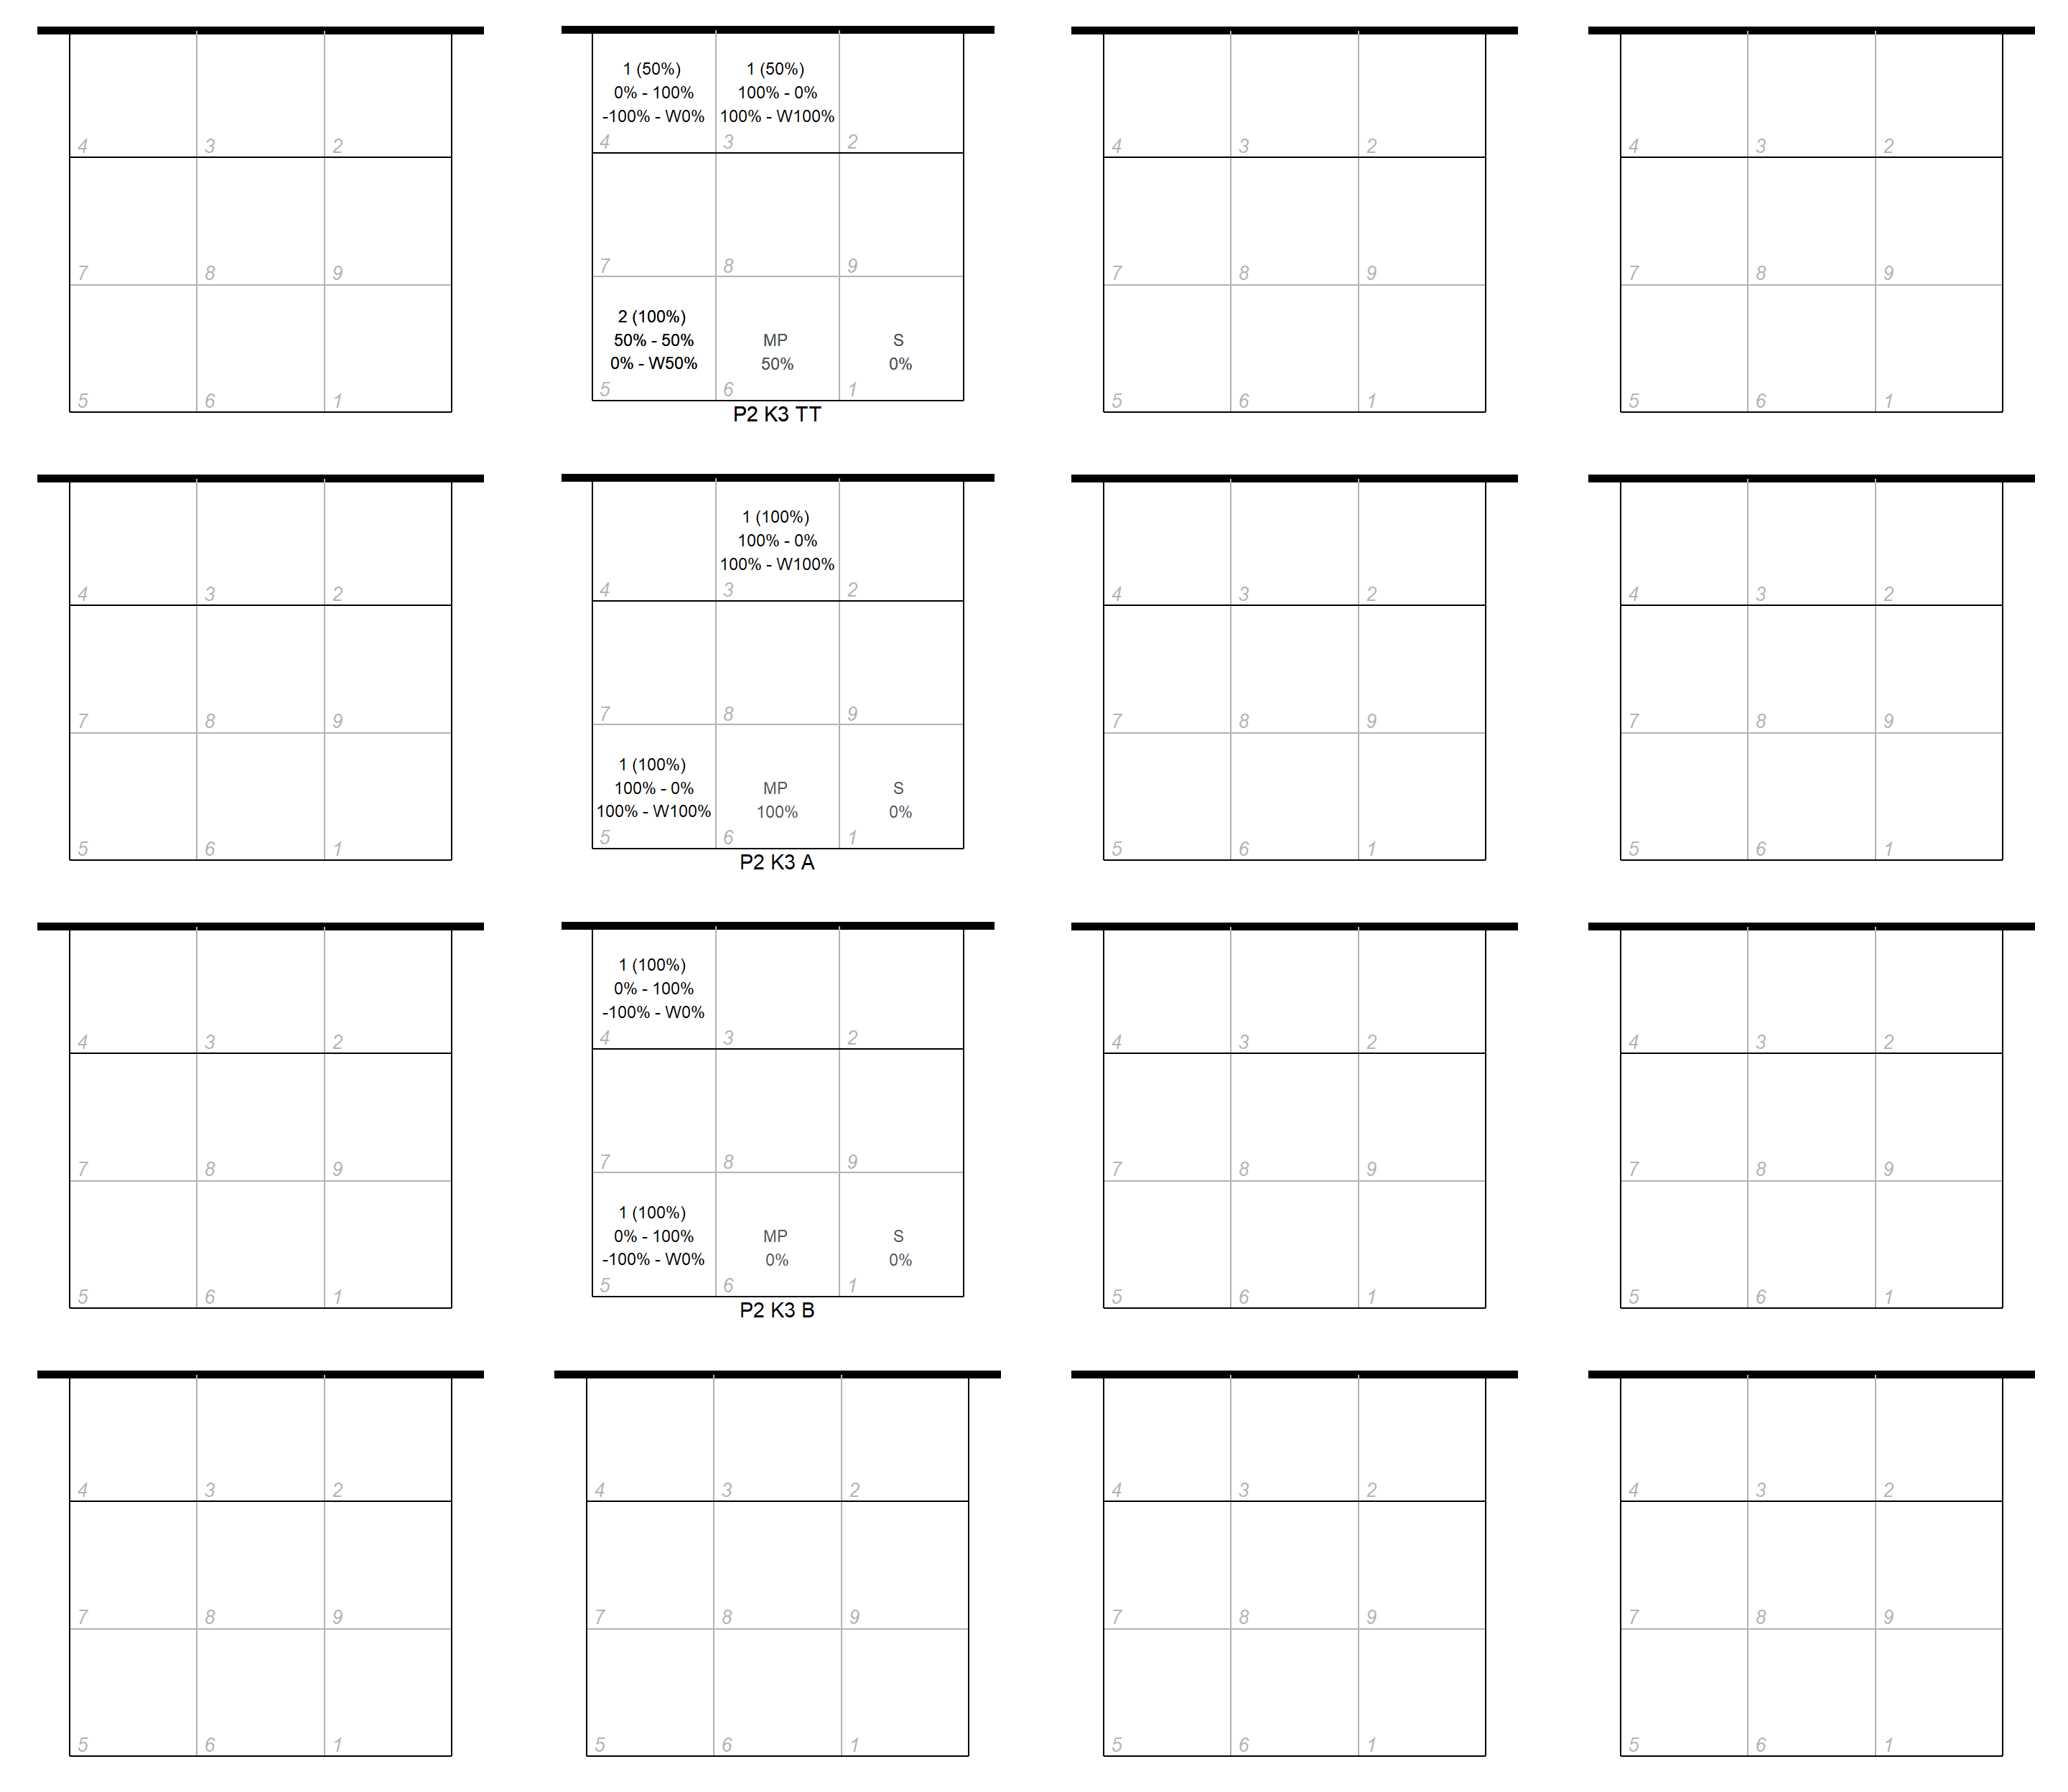 1 (50%) 1 (50%)
0% - 100% 100% - 0%
-100% - W0% 100% - W100%
4 3 2 4 3 2 4 3 2 4 3 2
7 8 9 7 8 9 7 8 9 7 8 9
2 (100%)
50% - 50% MP S
0% - W50% 50% 0%
5 6 1 5 6 1 5 6 1 5 6 1
P2 K3 TT
1 (100%)
100% - 0%
100% - W100%
4 3 2 4 3 2 4 3 2 4 3 2
7 8 9 7 8 9 7 8 9 7 8 9
1 (100%)
100% - 0% MP S
100% - W100% 100% 0%
5 6 1 5 6 1 5 6 1 5 6 1
P2 K3 A
1 (100%)
0% - 100%
-100% - W0%
4 3 2 4 3 2 4 3 2 4 3 2
7 8 9 7 8 9 7 8 9 7 8 9
1 (100%)
0% - 100% MP S
-100% - W0% 0% 0%
5 6 1 5 6 1 5 6 1 5 6 1
P2 K3 B
4 3 2 4 3 2 4 3 2 4 3 2
7 8 9 7 8 9 7 8 9 7 8 9
5 6 1 5 6 1 5 6 1 5 6 1